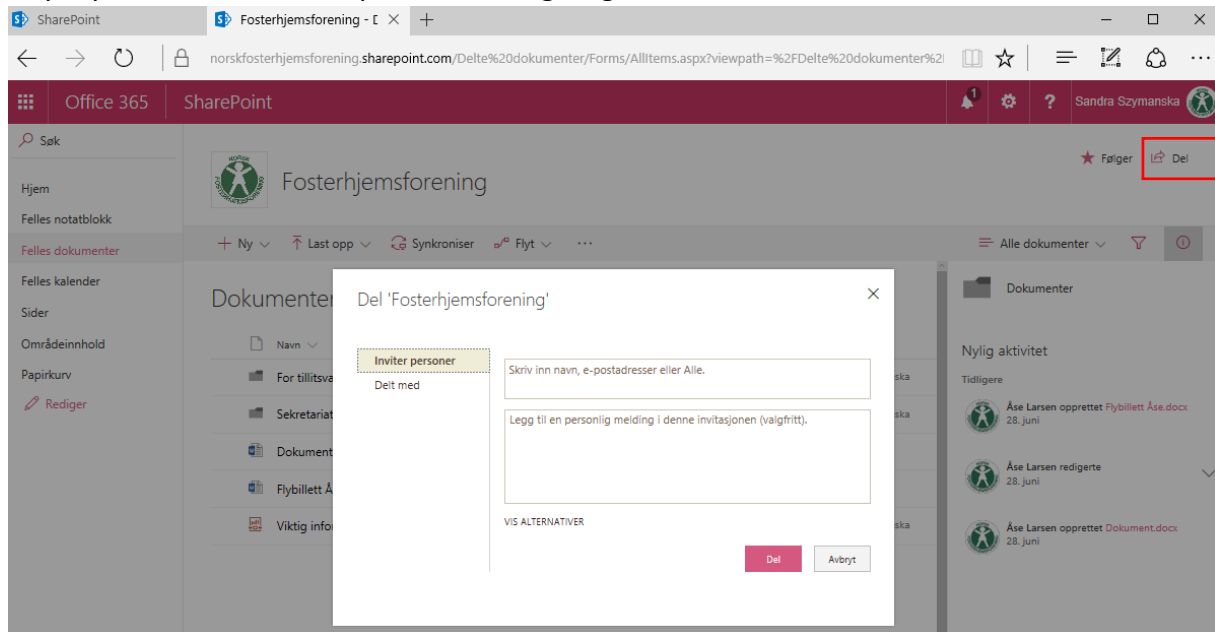 SharePoint
Fosterhjemsforening - D
norskfosterhjemsforening.sharepoint.com/Delte%20dokumenter/Forms/AllItems.aspx?viewpath=%2FDelte%20dokumenter%2
Office 365 SharePoint 1 ? Sandra Szymanska
Søk
Følger Del
Fosterhjemsforening
Hjem
Felles notatblokk
Felles dokumenter
+ Ny Last opp Synkroniser Flyt ... Alle dokumenter
Felles kalender
Sider
Områdeinnhold
Papirkurv
Rediger
Dokumenter
Navn
For tillitsva
Sekretariat
Dokument
Flybillett Å
Viktig info
ska
ska
ska
Del 'Fosterhjemsforening'
Inviter personer
Delt med
Skriv inn navn, e-postadresser eller Alle.
Legg til en personlig melding i denne invitasjonen (valgfritt).
VIS ALTERNATIVER
Del Avbryt
Dokumenter
Nylig aktivitet
Tidligere
Åse Larsen opprettet Flybillett Åse.docx
28. juni
Åse Larsen redigerte
28. juni
Åse Larsen opprettet Dokument.docx
28. juni